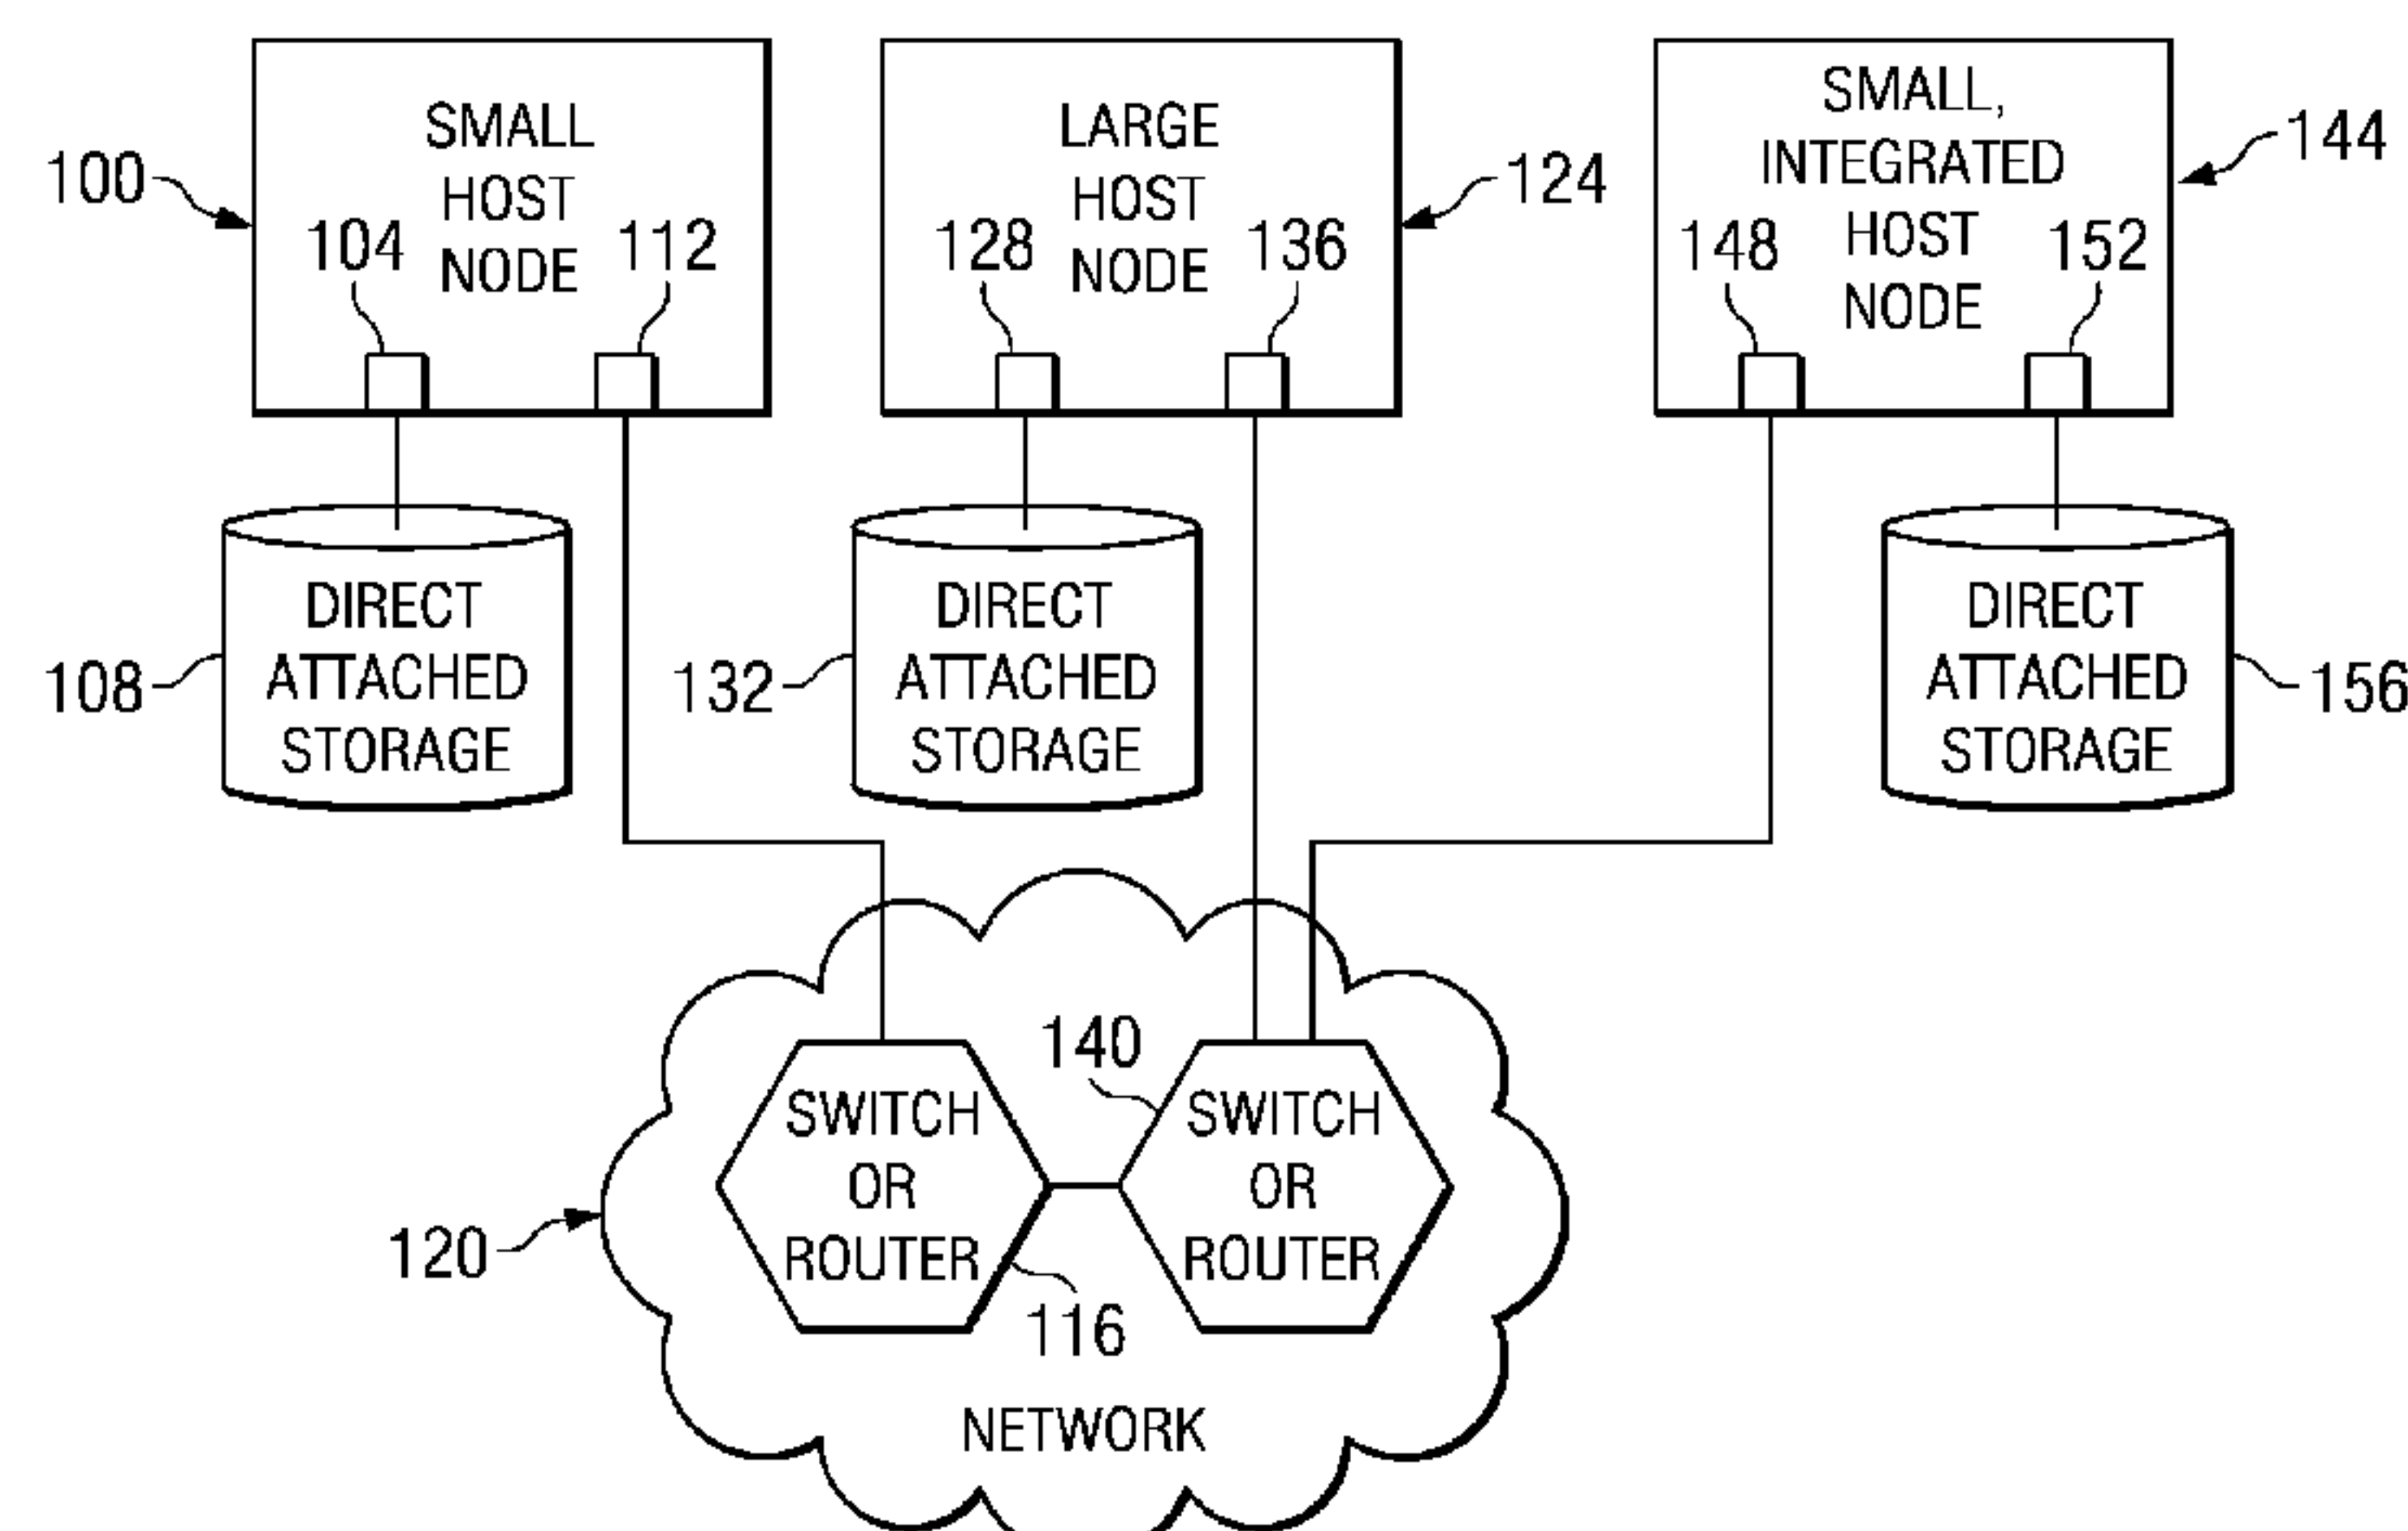 SMALL
HOST
NODE
100
104
112
LARGE
HOST
NODE
124
128
136
SMALL,
INTEGRATED
HOST
NODE
144
148
152
DIRECT
ATTACHED
STORAGE
108
DIRECT
ATTACHED
STORAGE
132
DIRECT
ATTACHED
STORAGE
156
140
SWITCH
OR
ROUTER
116
SWITCH
OR
ROUTER
120
NETWORK